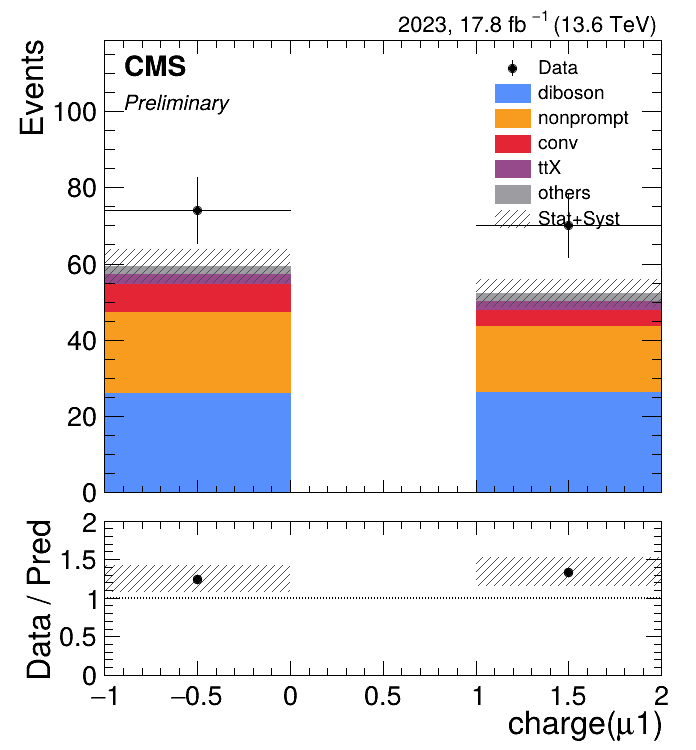 2023, 17.8 fb⁻¹ (13.6 TeV)
CMS
Preliminary
Events
100
80
60
40
20
0
Data
diboson
nonprompt
conv
ttX
others
Stat+Syst
Data / Pred
2
1.5
1
0.5
0
−1 −0.5 0 0.5 1 1.5 2
charge(μ1)